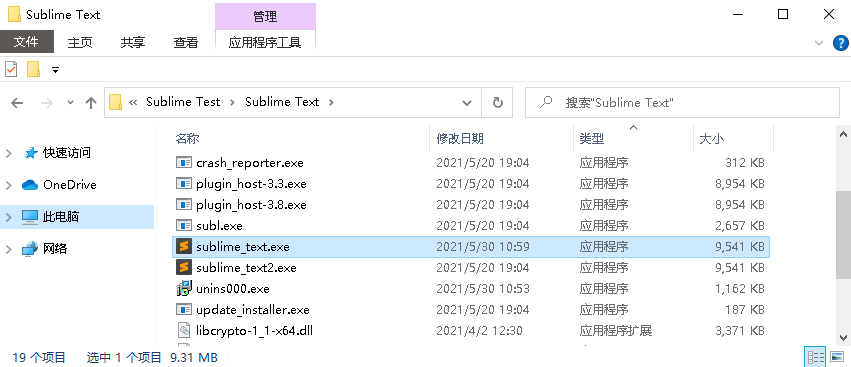 Sublime Text
管理
文件 主页 共享 查看 应用程序工具
« Sublime Test > Sublime Text >
搜索"Sublime Text"
快速访问
OneDrive
此电脑
网络
名称 修改日期 类型 大小
crash_reporter.exe 2021/5/20 19:04 应用程序 312 KB
plugin_host-3.3.exe 2021/5/20 19:04 应用程序 8,954 KB
plugin_host-3.8.exe 2021/5/20 19:04 应用程序 8,954 KB
subl.exe 2021/5/20 19:04 应用程序 2,657 KB
sublime_text.exe 2021/5/30 10:59 应用程序 9,541 KB
sublime_text2.exe 2021/5/20 19:04 应用程序 9,541 KB
unins000.exe 2021/5/30 10:53 应用程序 1,162 KB
update_installer.exe 2021/5/20 19:04 应用程序 187 KB
libcrypto-1_1-x64.dll 2021/4/2 12:30 应用程序扩展 3,371 KB
19 个项目 选中 1 个项目 9.31 MB